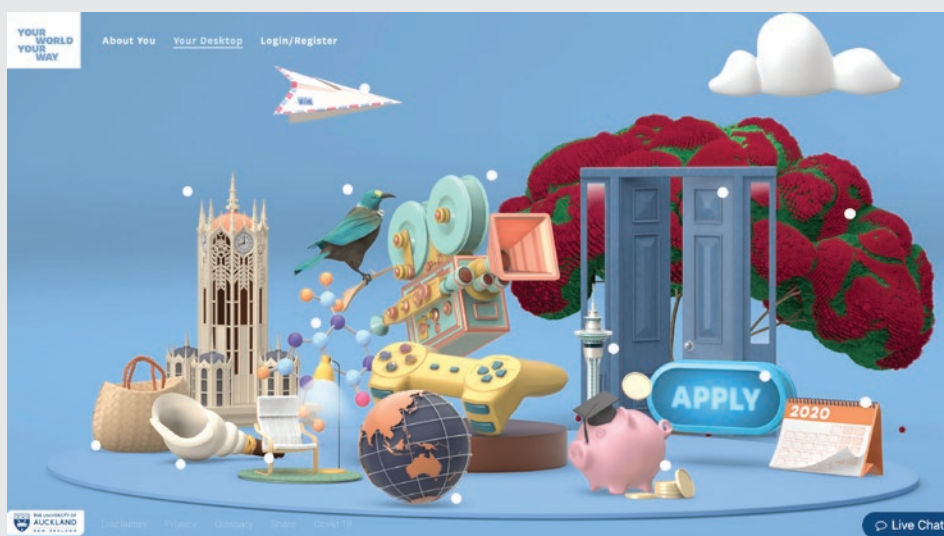 YOUR
WORLD
YOUR
WAY
About You Your Desktop Login/Register
APPLY
2020
THE UNIVERSITY OF
AUCKLAND
NEW ZEALAND
Disclaimer Privacy Glossary Share Covid 19
Live Chat